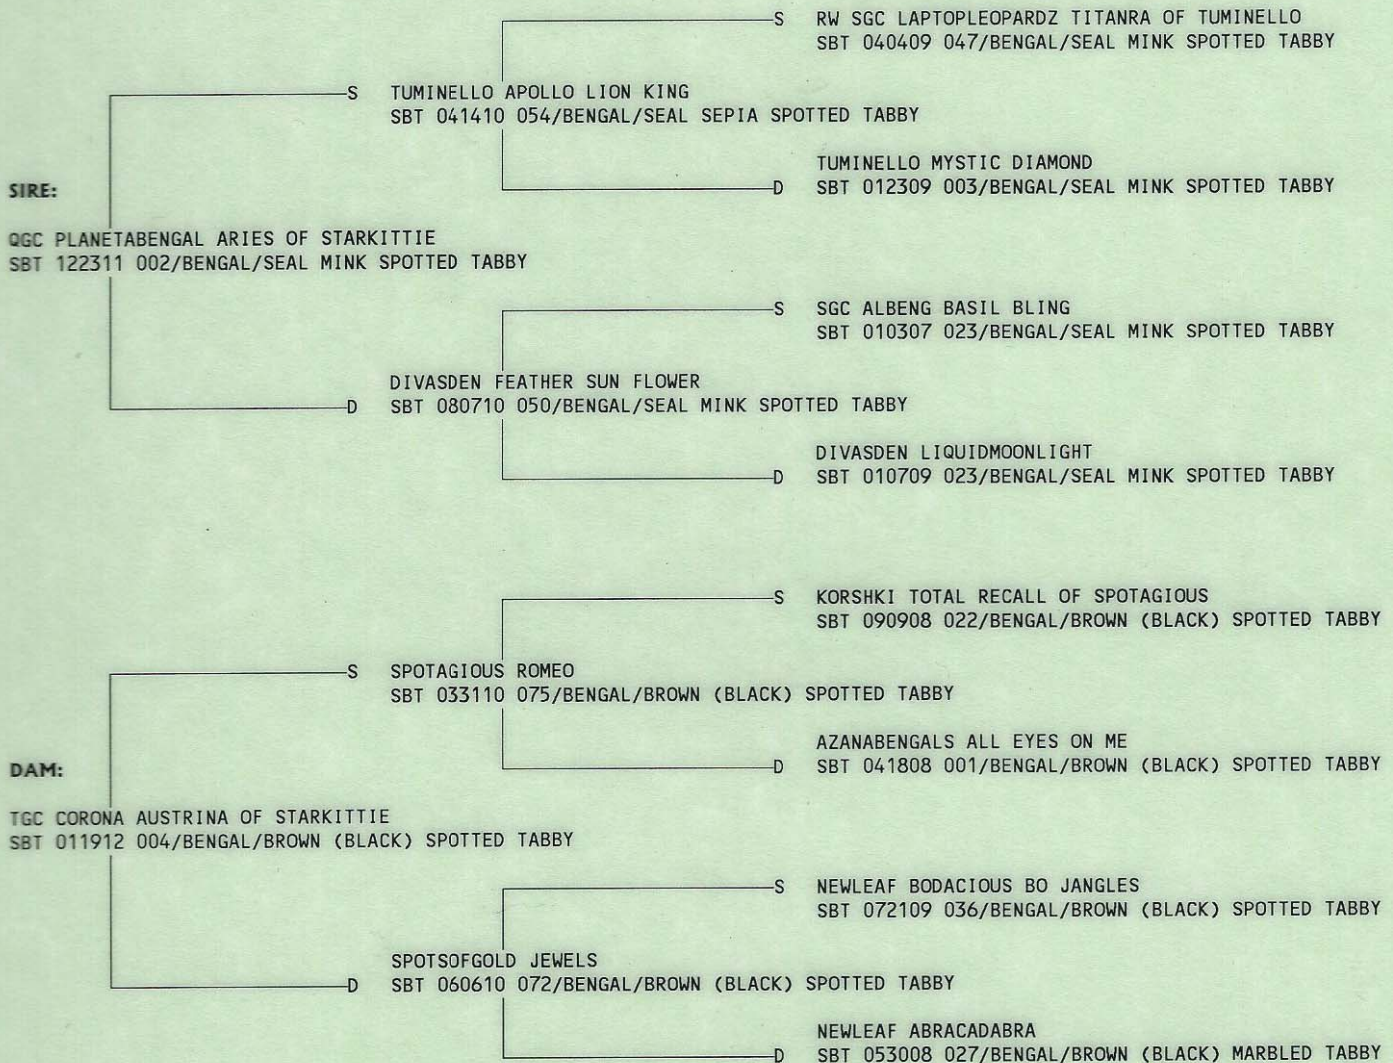 S RW SGC LAPTOPLEOPARDZ TITANRA OF TUMINELLO
SBT 040409 047/BENGAL/SEAL MINK SPOTTED TABBY
S TUMINELLO APOLLO LION KING
SBT 041410 054/BENGAL/SEAL SEPIA SPOTTED TABBY
TUMINELLO MYSTIC DIAMOND
D SBT 012309 003/BENGAL/SEAL MINK SPOTTED TABBY
SIRE:
QGC PLANETABENGAL ARIES OF STARKITTIE
SBT 122311 002/BENGAL/SEAL MINK SPOTTED TABBY
S SGC ALBENG BASIL BLING
SBT 010307 023/BENGAL/SEAL MINK SPOTTED TABBY
DIVASDEN FEATHER SUN FLOWER
D SBT 080710 050/BENGAL/SEAL MINK SPOTTED TABBY
DIVASDEN LIQUIDMOONLIGHT
D SBT 010709 023/BENGAL/SEAL MINK SPOTTED TABBY
S KORSHKI TOTAL RECALL OF SPOTAGIOUS
SBT 090908 022/BENGAL/BROWN (BLACK) SPOTTED TABBY
S SPOTAGIOUS ROMEO
SBT 033110 075/BENGAL/BROWN (BLACK) SPOTTED TABBY
AZANABENGALS ALL EYES ON ME
D SBT 041808 001/BENGAL/BROWN (BLACK) SPOTTED TABBY
DAM:
TGC CORONA AUSTRINA OF STARKITTIE
SBT 011912 004/BENGAL/BROWN (BLACK) SPOTTED TABBY
S NEWLEAF BODACIOUS BO JANGLES
SBT 072109 036/BENGAL/BROWN (BLACK) SPOTTED TABBY
SPOTSOFGOLD JEWELS
D SBT 060610 072/BENGAL/BROWN (BLACK) SPOTTED TABBY
NEWLEAF ABRACADABRA
D SBT 053008 027/BENGAL/BROWN (BLACK) MARBLED TABBY